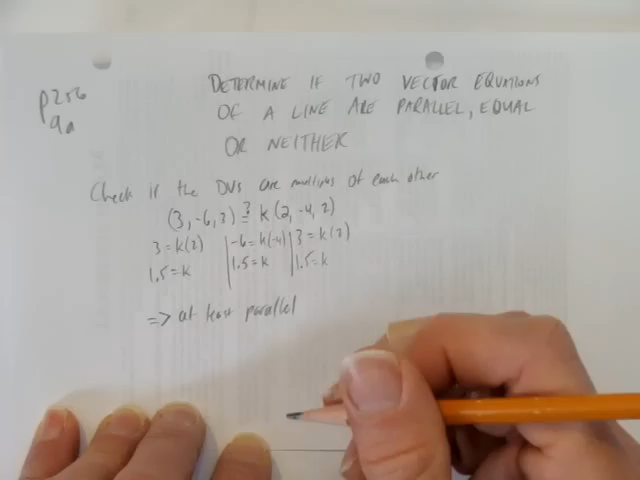 p256
9a
DETERMINE IF TWO VECTOR EQUATIONS
OF A LINE ARE PARALLEL, EQUAL
OR NEITHER
Check if the DVs are multiples of each other
(3, -6, 3) ?= k(2, -4, 2)
3 = k(2) | -6 = k(-4) | 3 = k(2)
1.5 = k | 1.5 = k | 1.5 = k
=> at least parallel